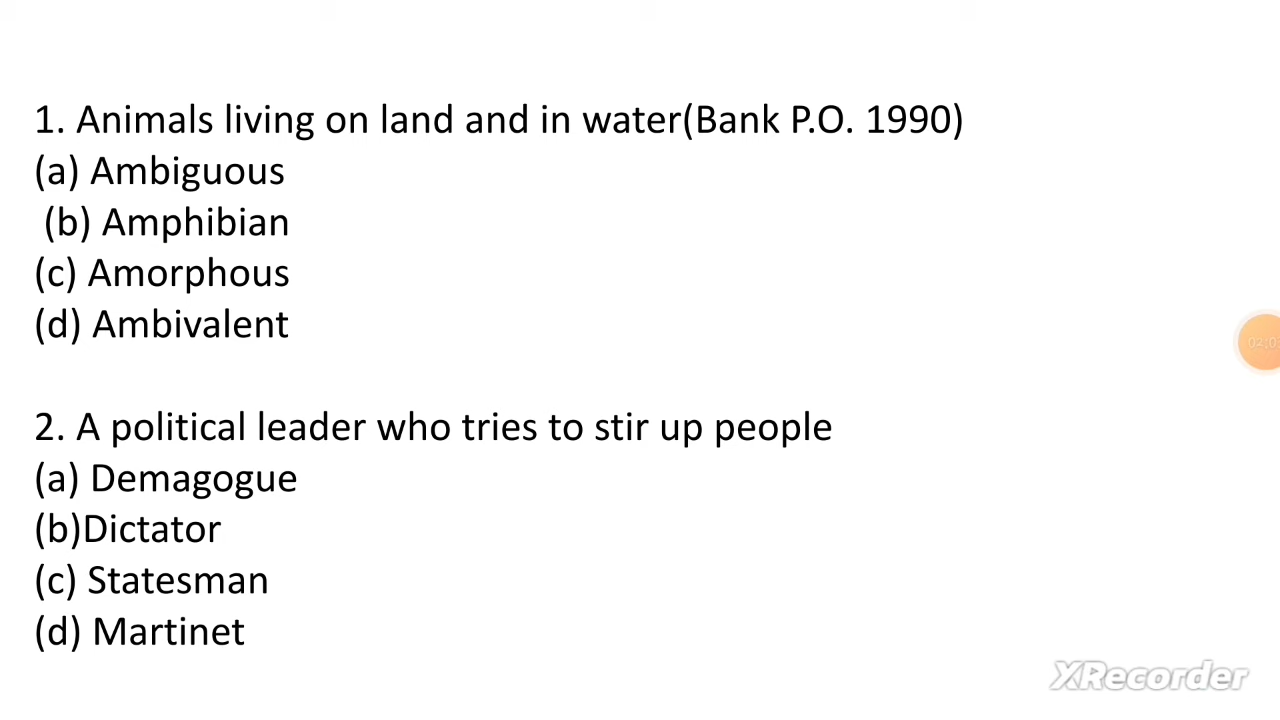 1. Animals living on land and in water(Bank P.O. 1990)
(a) Ambiguous
(b) Amphibian
(c) Amorphous
(d) Ambivalent
2. A political leader who tries to stir up people
(a) Demagogue
(b)Dictator
(c) Statesman
(d) Martinet
XRecorder